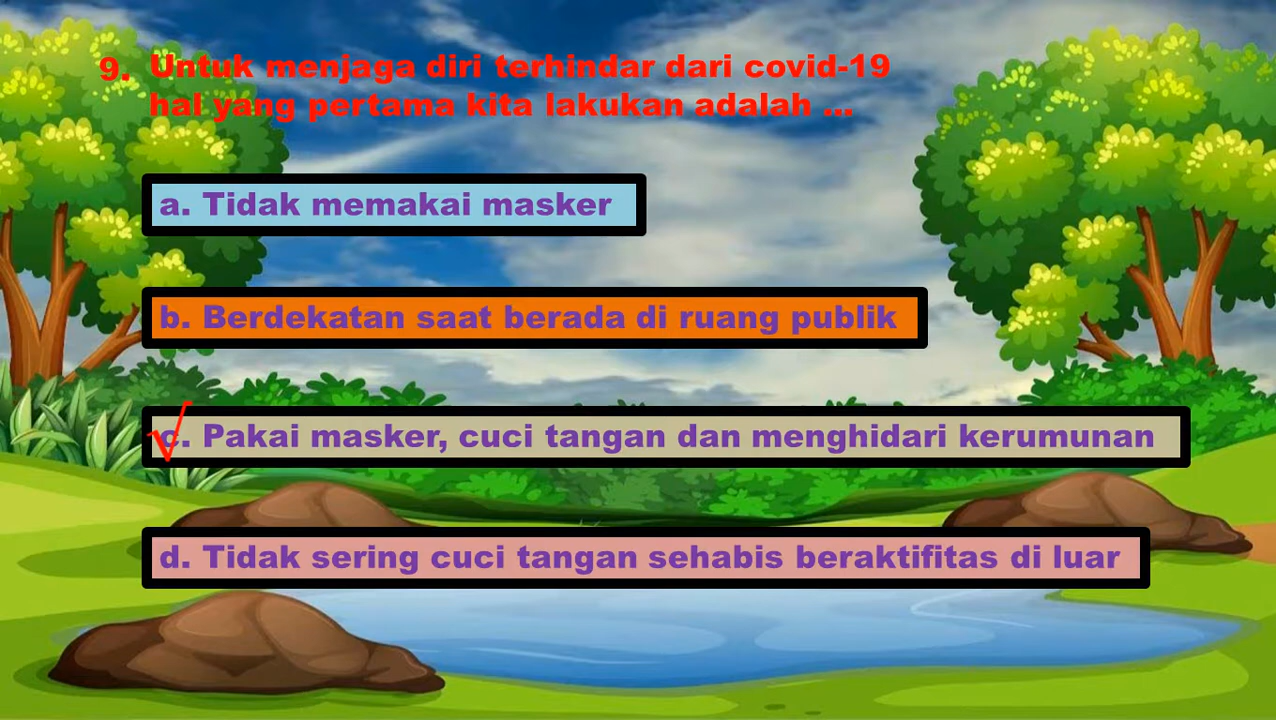 9. Untuk menjaga diri terhindar dari covid-19
hal yang pertama kita lakukan adalah ...
a. Tidak memakai masker
b. Berdekatan saat berada di ruang publik
√
c. Pakai masker, cuci tangan dan menghidari kerumunan
d. Tidak sering cuci tangan sehabis beraktifitas di luar